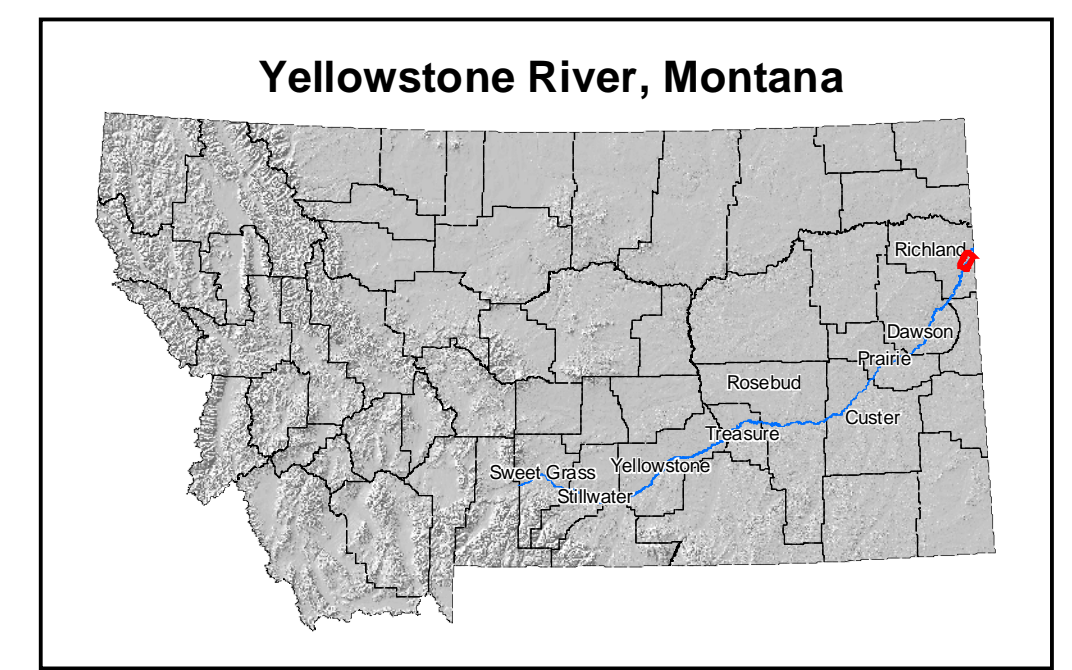 Yellowstone River, Montana
Richland
Dawson
Prairie
Rosebud
Custer
Treasure
Yellowstone
Sweet Grass
Stillwater